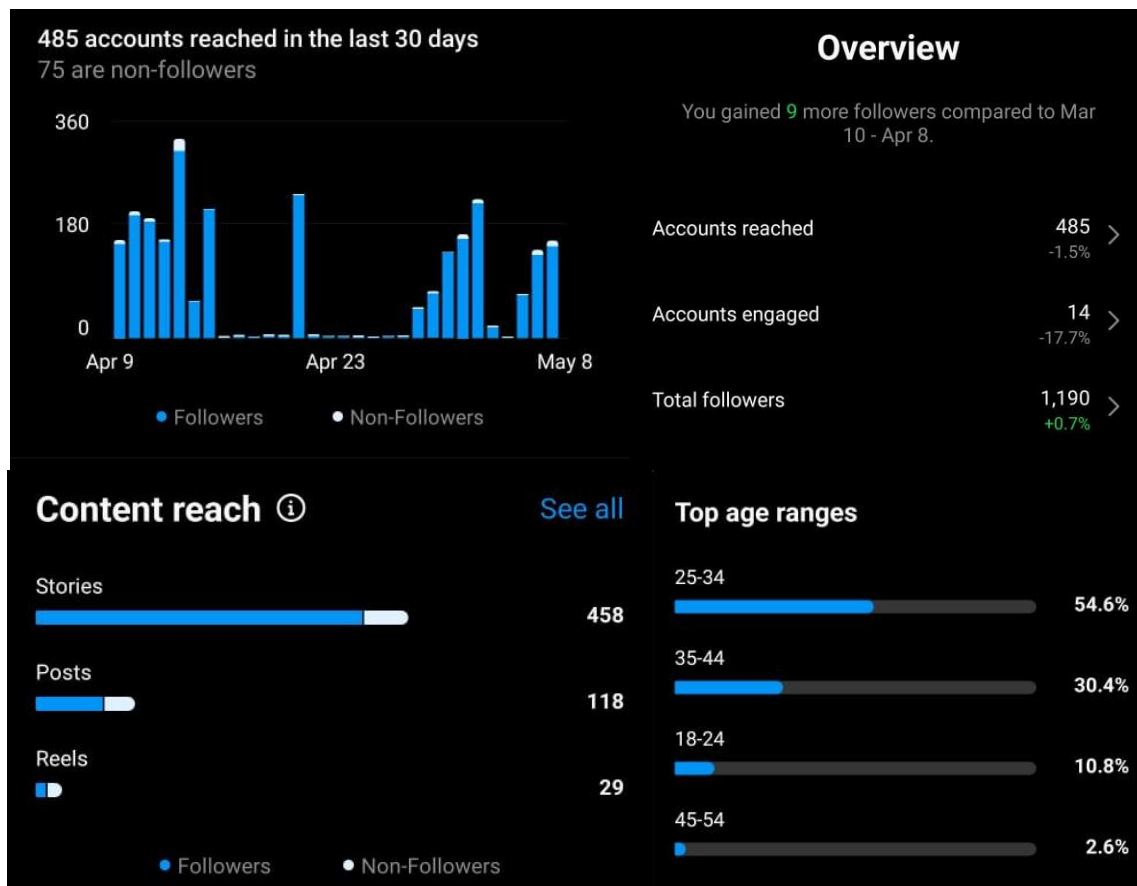 485 accounts reached in the last 30 days
75 are non-followers
360
180
0
Apr 9
Apr 23
May 8
Followers
Non-Followers
Overview
You gained 9 more followers compared to Mar
10 - Apr 8.
Accounts reached
485
-1.5%
Accounts engaged
14
-17.7%
Total followers
1,190
+0.7%
Content reach
See all
Stories
458
Posts
118
Reels
29
Followers
Non-Followers
Top age ranges
25-34
54.6%
35-44
30.4%
18-24
10.8%
45-54
2.6%